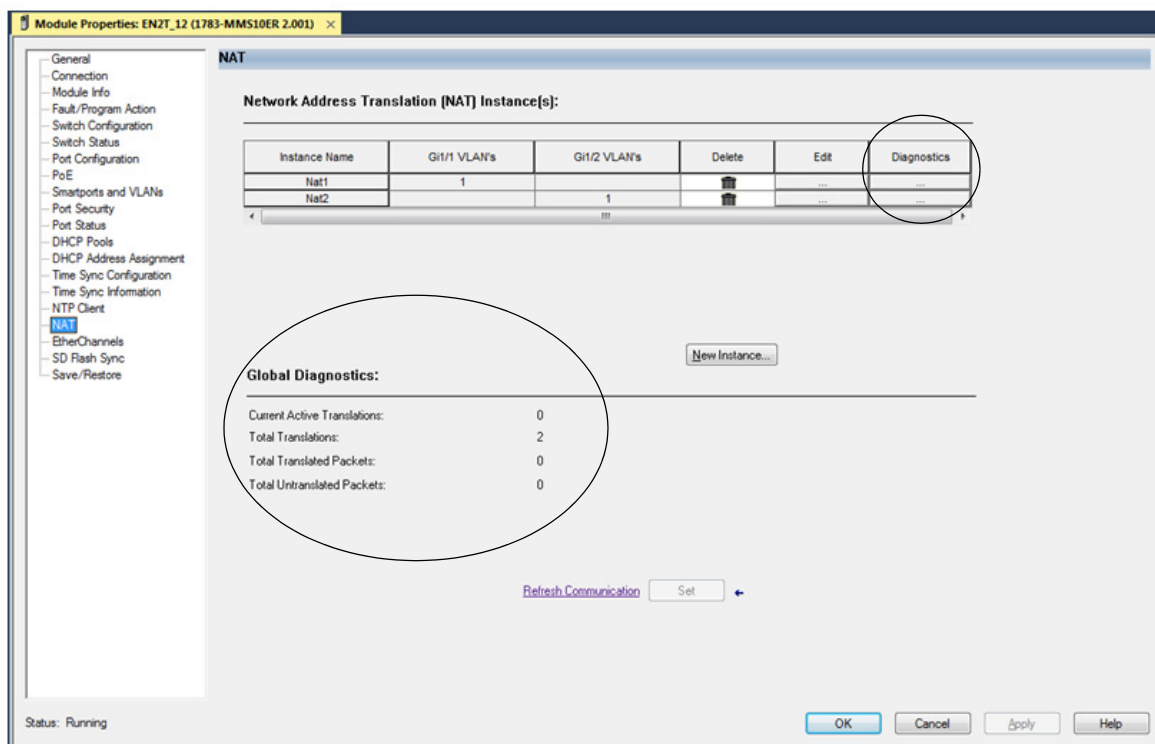 Module Properties: EN2T_12 (1783-MMS10ER 2.001) ×
General
Connection
Module Info
Fault/Program Action
Switch Configuration
Switch Status
Port Configuration
PoE
Smartports and VLANs
Port Security
Port Status
DHCP Pools
DHCP Address Assignment
Time Sync Configuration
Time Sync Information
NTP Client
NAT
EtherChannels
SD Flash Sync
Save/Restore
NAT
Network Address Translation (NAT) Instance(s):
Instance Name Gi1/1 VLAN's Gi1/2 VLAN's Delete Edit Diagnostics
Nat1 1 ... ...
Nat2 1 ... ...
New Instance...
Global Diagnostics:
Current Active Translations: 0
Total Translations: 2
Total Translated Packets: 0
Total Untranslated Packets: 0
Refresh Communication Set
Status: Running OK Cancel Apply Help